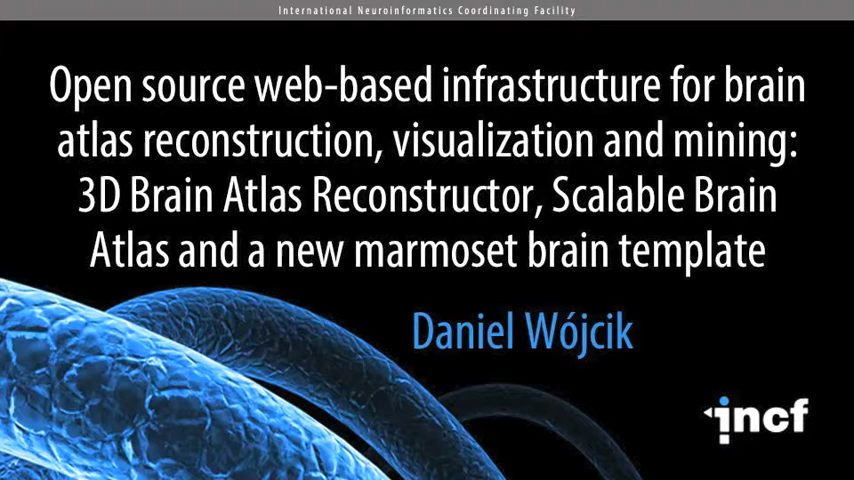 International Neuroinformatics Coordinating Facility
Open source web-based infrastructure for brain
atlas reconstruction, visualization and mining:
3D Brain Atlas Reconstructor, Scalable Brain
Atlas and a new marmoset brain template
Daniel Wójcik
incf